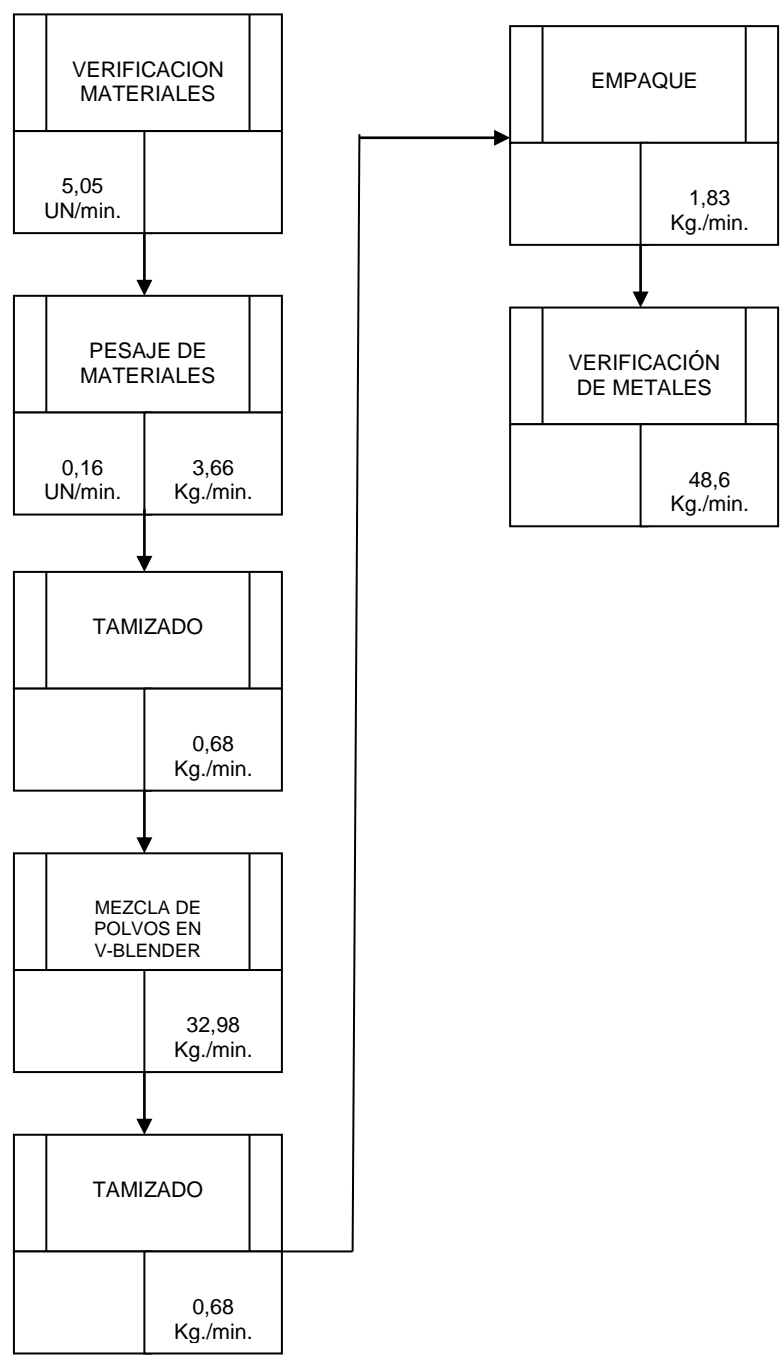 VERIFICACION
MATERIALES
5,05
UN/min.
PESAJE DE
MATERIALES
0,16
UN/min.
3,66
Kg./min.
TAMIZADO
0,68
Kg./min.
MEZCLA DE
POLVOS EN
V-BLENDER
32,98
Kg./min.
TAMIZADO
0,68
Kg./min.
EMPAQUE
1,83
Kg./min.
VERIFICACIÓN
DE METALES
48,6
Kg./min.